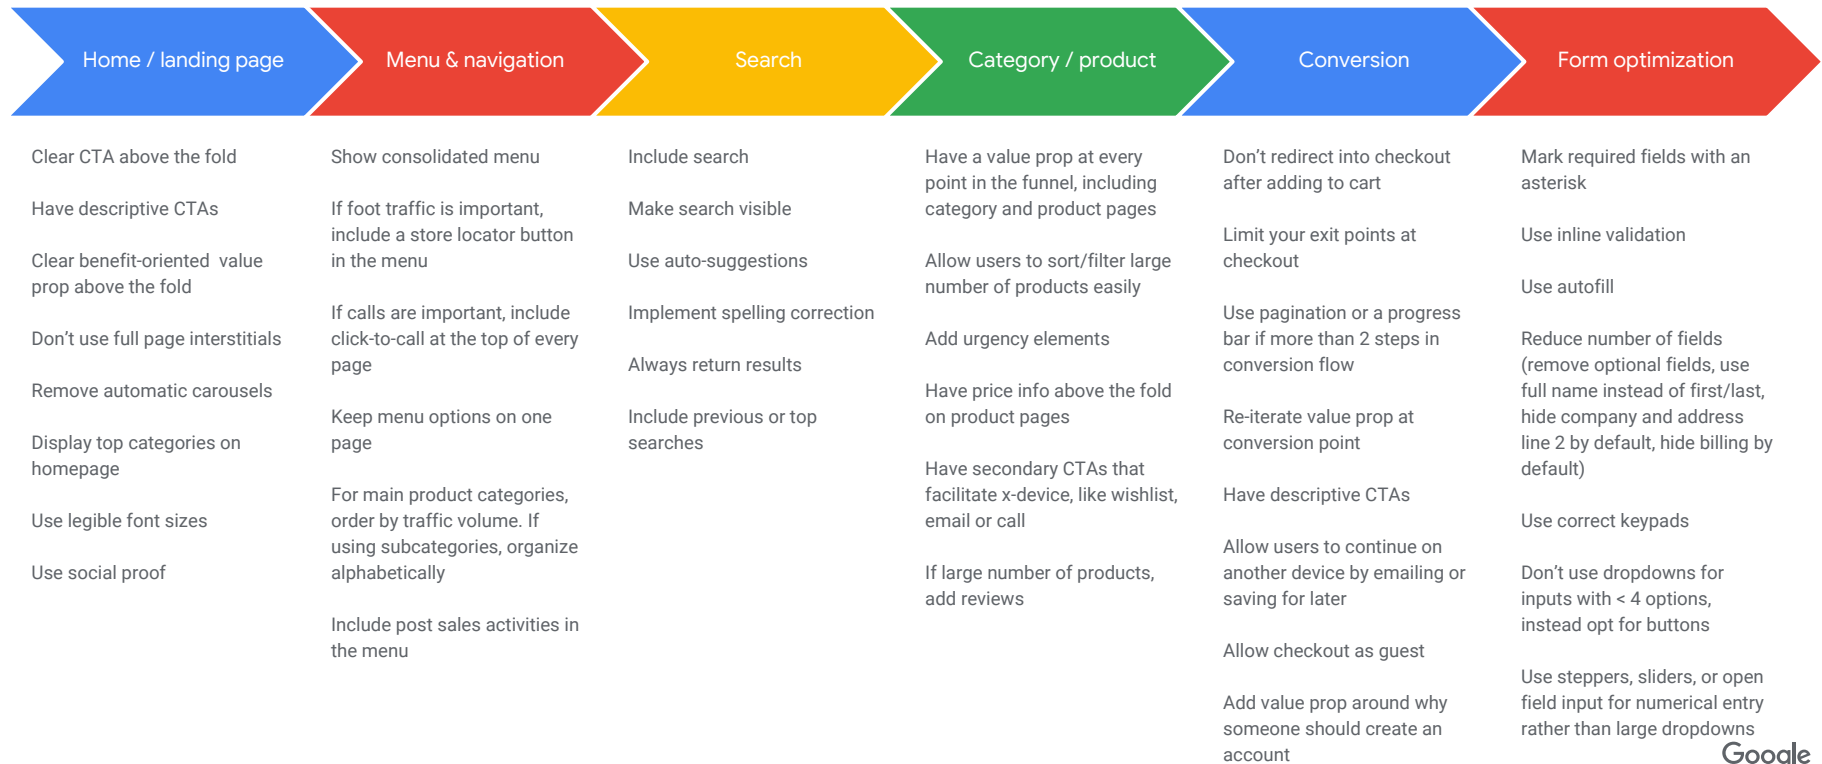 Home / landing page
Menu & navigation
Search
Category / product
Conversion
Form optimization
Clear CTA above the fold
Have descriptive CTAs
Clear benefit-oriented  value
prop above the fold
Don’t use full page interstitials
Remove automatic carousels
Display top categories on
homepage
Use legible font sizes
Use social proof
Show consolidated menu
If foot traffic is important,
include a store locator button
in the menu
If calls are important, include
click-to-call at the top of every
page
Keep menu options on one
page
For main product categories,
order by traffic volume. If
using subcategories, organize
alphabetically
Include post sales activities in
the menu
Include search
Make search visible
Use auto-suggestions
Implement spelling correction
Always return results
Include previous or top
searches
Have a value prop at every
point in the funnel, including
category and product pages
Allow users to sort/filter large
number of products easily
Add urgency elements
Have price info above the fold
on product pages
Have secondary CTAs that
facilitate x-device, like wishlist,
email or call
If large number of products,
add reviews
Don’t redirect into checkout
after adding to cart
Limit your exit points at
checkout
Use pagination or a progress
bar if more than 2 steps in
conversion flow
Re-iterate value prop at
conversion point
Have descriptive CTAs
Allow users to continue on
another device by emailing or
saving for later
Allow checkout as guest
Add value prop around why
someone should create an
account
Mark required fields with an
asterisk
Use inline validation
Use autofill
Reduce number of fields
(remove optional fields, use
full name instead of first/last,
hide company and address
line 2 by default, hide billing by
default)
Use correct keypads
Don’t use dropdowns for
inputs with < 4 options,
instead opt for buttons
Use steppers, sliders, or open
field input for numerical entry
rather than large dropdowns
Google